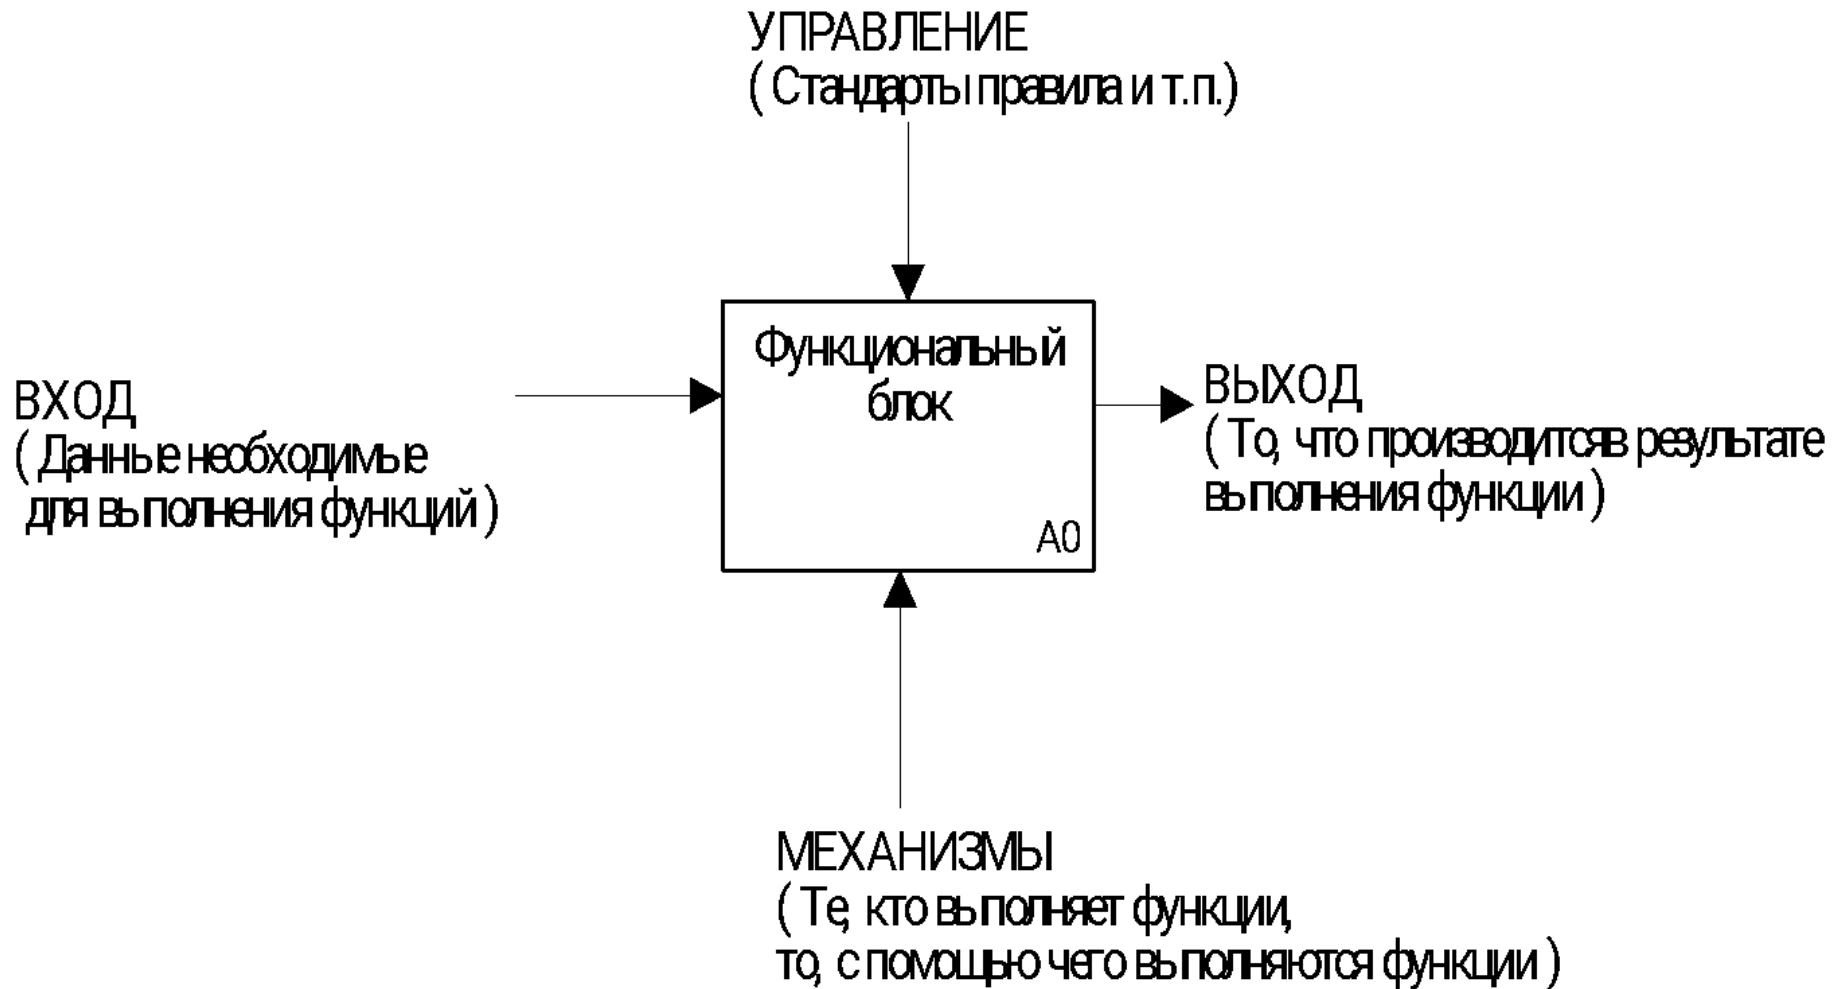 УПРАВЛЕНИЕ
( Стандарты правила и т.п.)
Функциональный
блок
A0
ВХОД
( Данные необходимые
для выполнения функций )
ВЫХОД
( То, что производится в результате
выполнения функции )
МЕХАНИЗМЫ
( Те, кто выполняет функции,
то, с помощью чего выполняются функции )